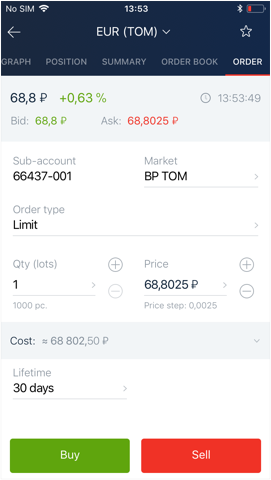 No SIM 13:53
EUR (TOM)
GRAPH POSITION SUMMARY ORDER BOOK ORDER
68,8 ₽ +0,63 % 13:53:49
Bid: 68,8 ₽ Ask: 68,8025 ₽
Sub-account Market
66437-001 BP TOM
Order type
Limit
Qty (lots) Price
1 68,8025 ₽
1000 pc. Price step: 0,0025
Cost: ≈ 68 802,50 ₽
Lifetime
30 days
Buy Sell